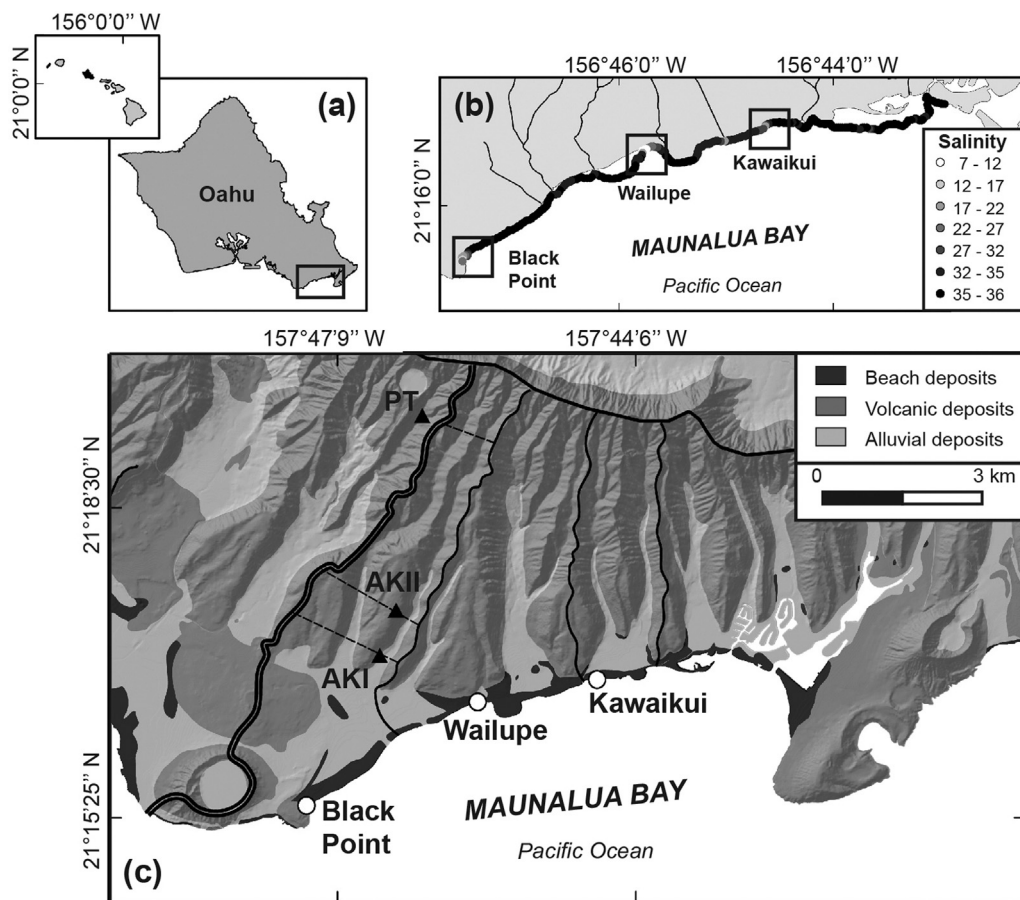 156°0'0'' W
21°0'0'' N
(a)
Oahu
156°46'0'' W
156°44'0'' W
(b)
21°16'0'' N
Kawaikui
Wailupe
Black
Point
MAUNALUA BAY
Pacific Ocean
Salinity
7 - 12
12 - 17
17 - 22
22 - 27
27 - 32
32 - 35
35 - 36
157°47'9'' W
157°44'6'' W
Beach deposits
Volcanic deposits
Alluvial deposits
0
3 km
PT
21°18'30'' N
AKII
AKI
Kawaikui
Wailupe
21°15'25'' N
Black
Point
MAUNALUA BAY
Pacific Ocean
(c)